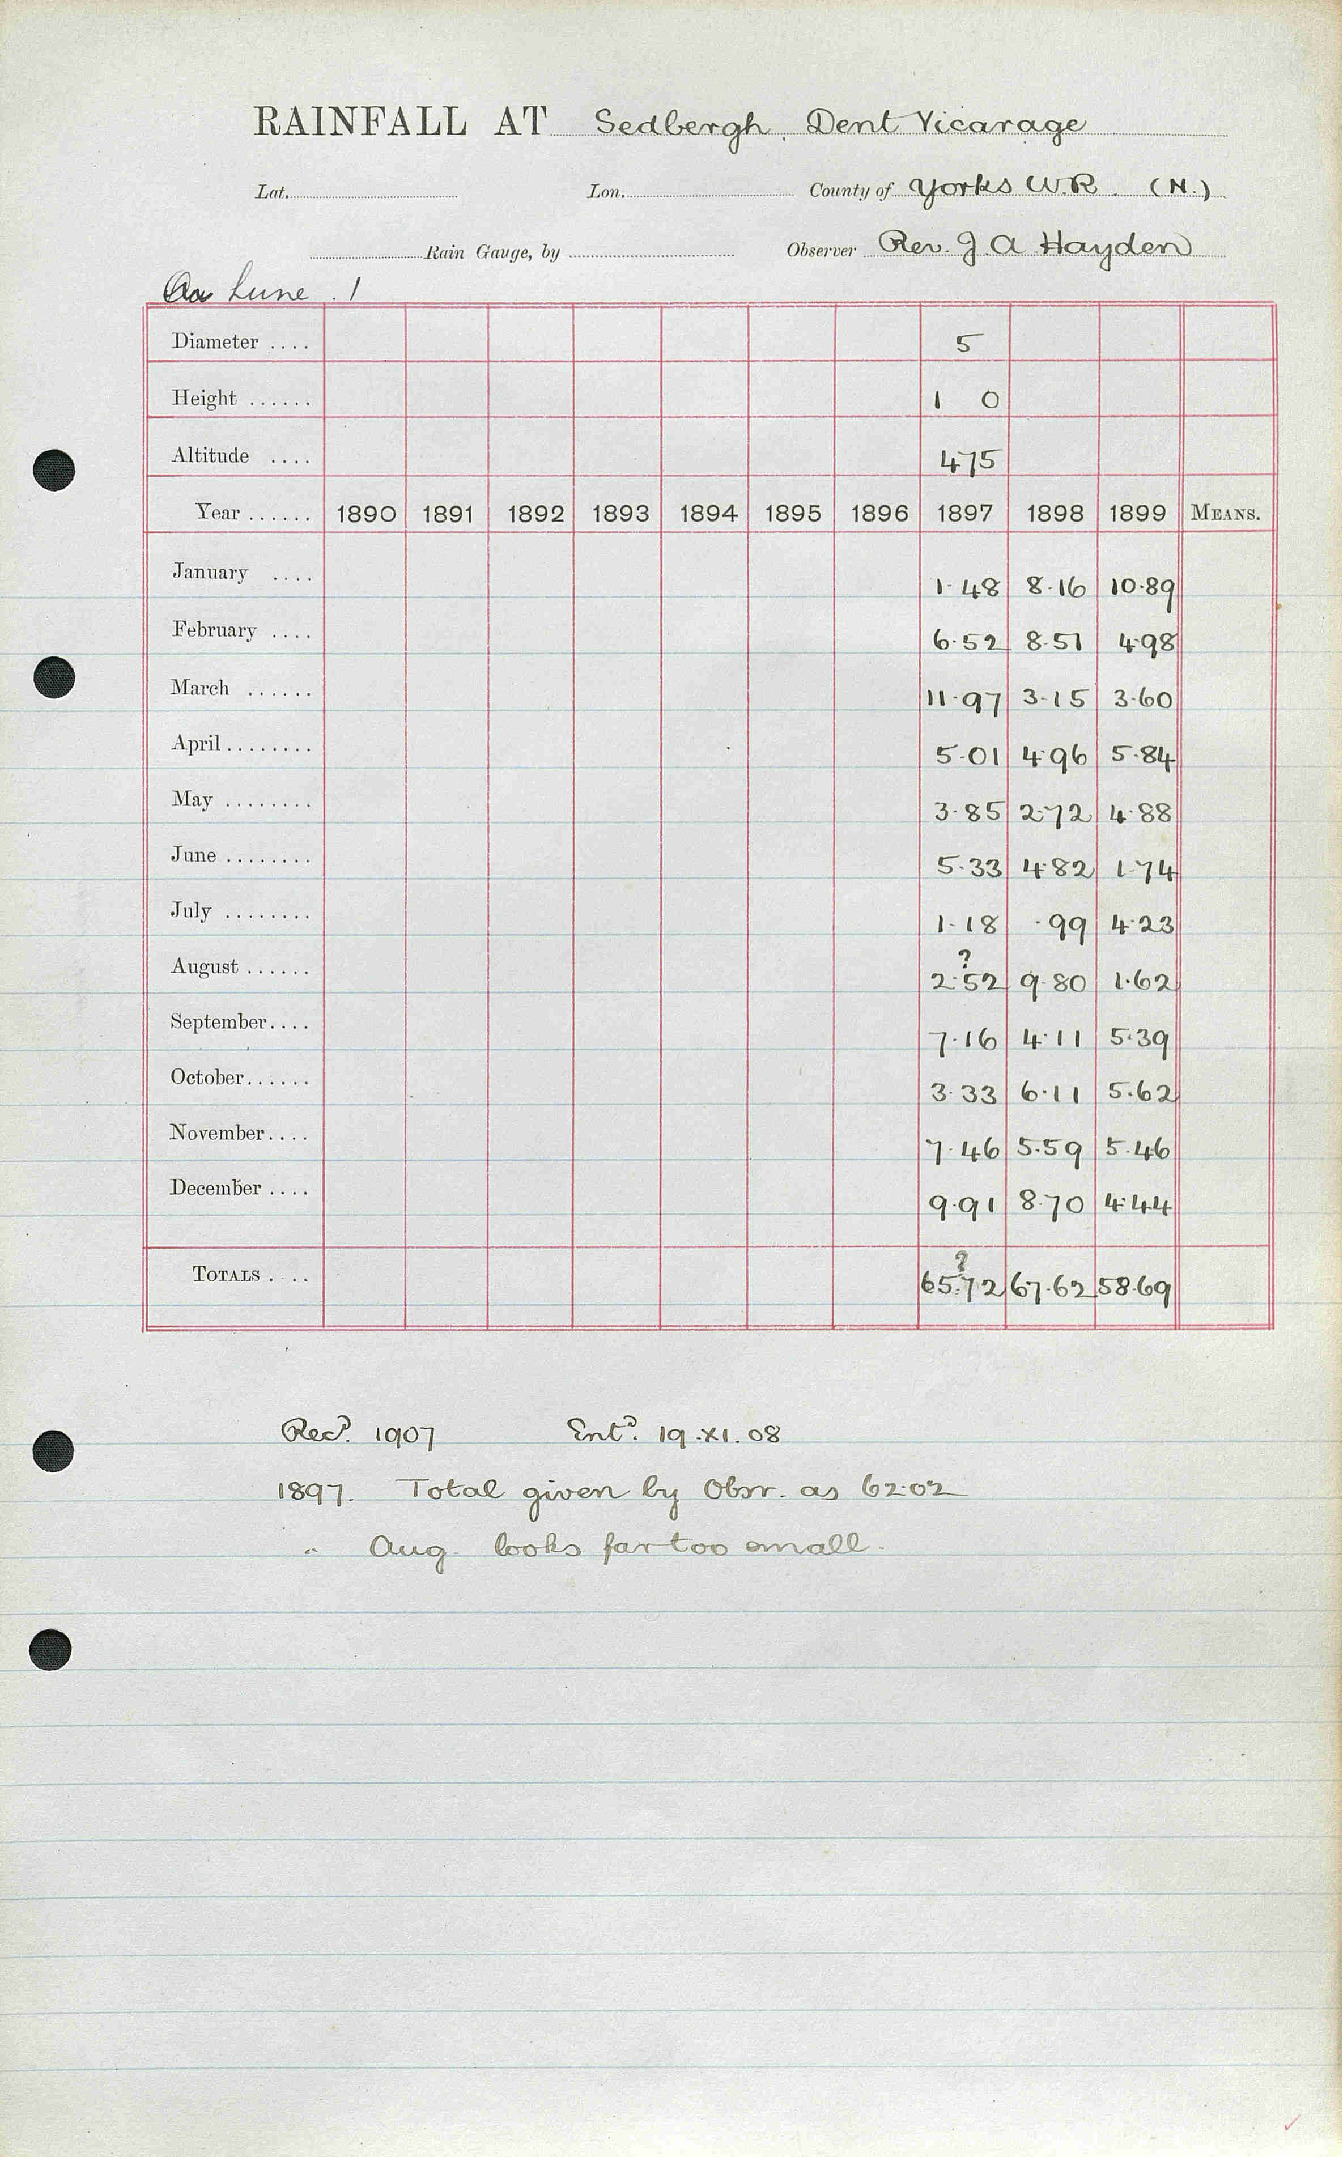 RAINFALL AT Sedbergh, Dent Vicarage
Lat. Lon. County of Yorks W.R. (N.)
Rain Gauge, by Observer Rev. J A Hayden
Lune 1
Diameter .... 5
Height ...... 1 0
Altitude .... 475
Year ...... 1890 1891 1892 1893 1894 1895 1896 1897 1898 1899 MEANS.
January .... 1.48 8.16 10.89
February .... 6.52 8.51 4.98
March ...... 11.97 3.15 3.60
April ........ 5.01 4.96 5.84
May ........ 3.85 2.72 4.88
June ........ 5.33 4.82 1.74
July ........ 1.18 .99 4.23
?
August ...... 2.52 9.80 1.62
September.... 7.16 4.11 5.39
October ...... 3.33 6.11 5.62
November.... 7.46 5.59 5.46
December .... 9.91 8.70 4.44
?
TOTALS .... 65.72 67.62 58.69
Recd. 1907 Entd. 19.XI.08
1897. Total given by Obsr. as 62.02
" Aug. looks far too small.